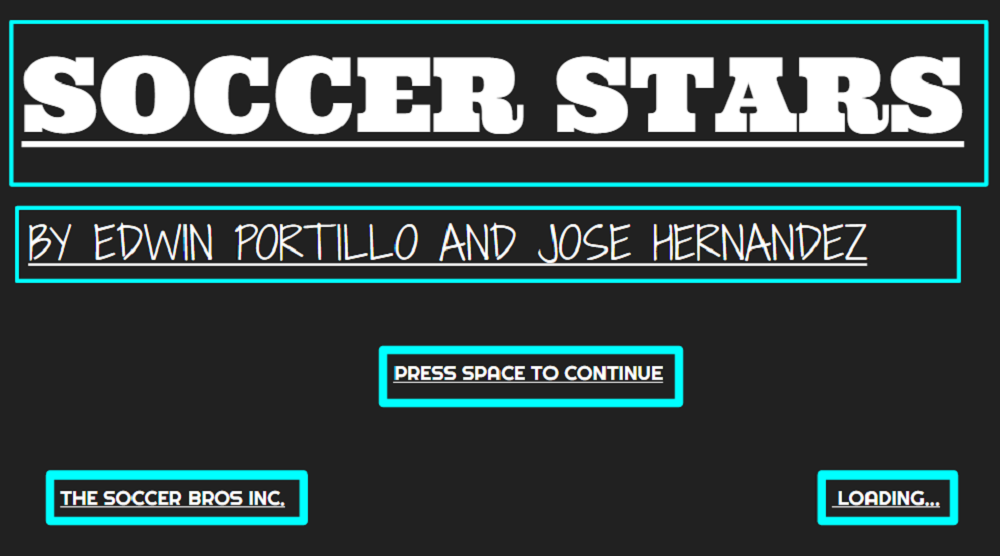 SOCCER STARS
BY EDWIN PORTILLO AND JOSE HERNANDEZ
PRESS SPACE TO CONTINUE
THE SOCCER BROS INC.
LOADING...